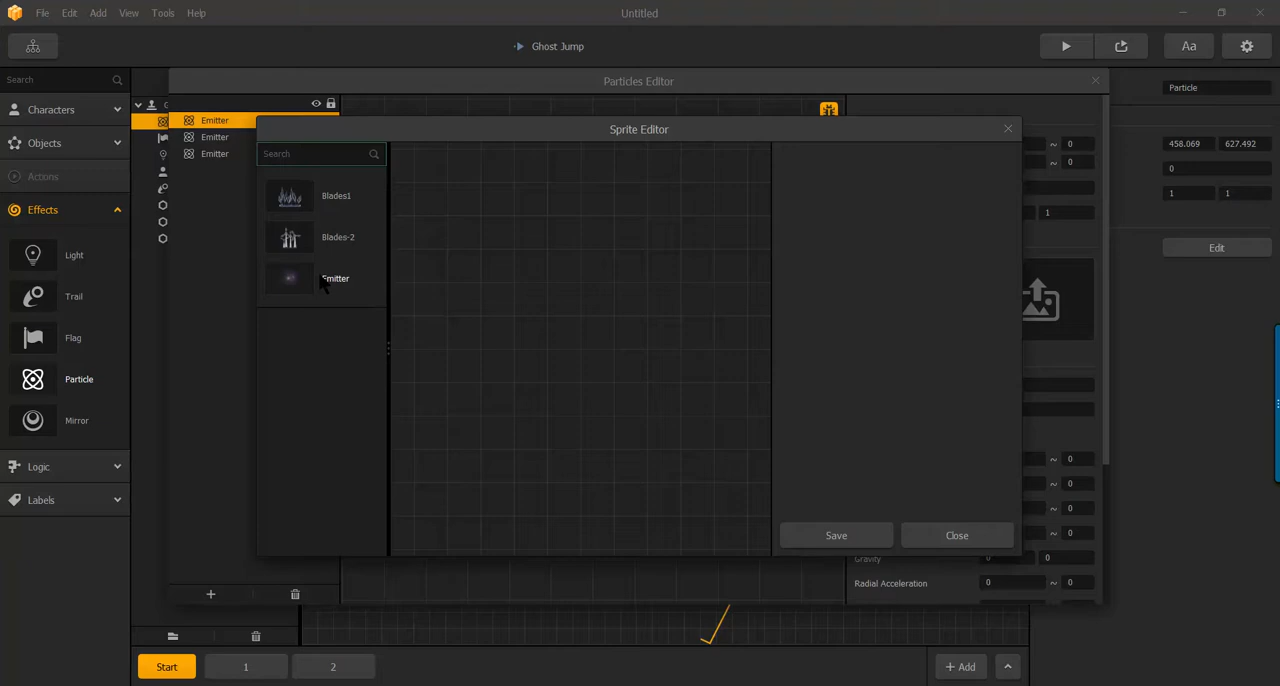 File Edit Add View Tools Help
Untitled
Ghost Jump
Aa
Search
Characters
Objects
Actions
Effects
Light
Trail
Flag
Particle
Mirror
Logic
Labels
Particles Editor
Emitter
Emitter
Emitter
Sprite Editor
Search
Blades1
Blades-2
Emitter
Save
Close
~ 0
~ 0
1
~ 0
~ 0
~ 0
~ 0
Gravity 0 0
Radial Acceleration 0 ~ 0
Particle
458.069 627.492
0
1 1
Edit
Start
1
2
+ Add